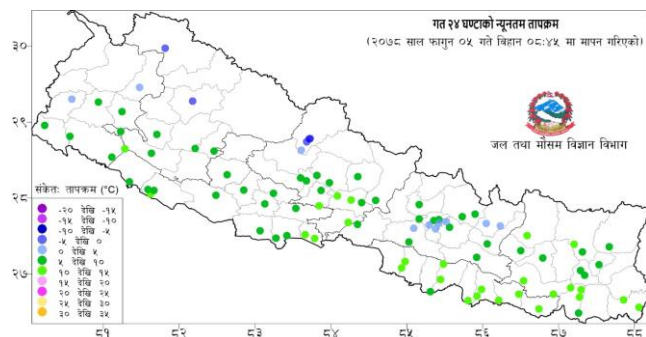 गत २४ घण्टाको न्यूनतम तापक्रम
(२०७८ साल फागुन ०५ गते बिहान ०८:४५ मा मापन गरिएको)
जल तथा मौसम विज्ञान विभाग
संकेत: तापक्रम (°C)
-२० देखि -१५
-१५ देखि -१०
-१० देखि -५
-५ देखि ०
० देखि ५
५ देखि १०
१० देखि १५
१५ देखि २०
२० देखि २५
२५ देखि ३०
३० देखि ३५
३०
२९
२८
२७
८१
८२
८३
८४
८५
८६
८७
८८